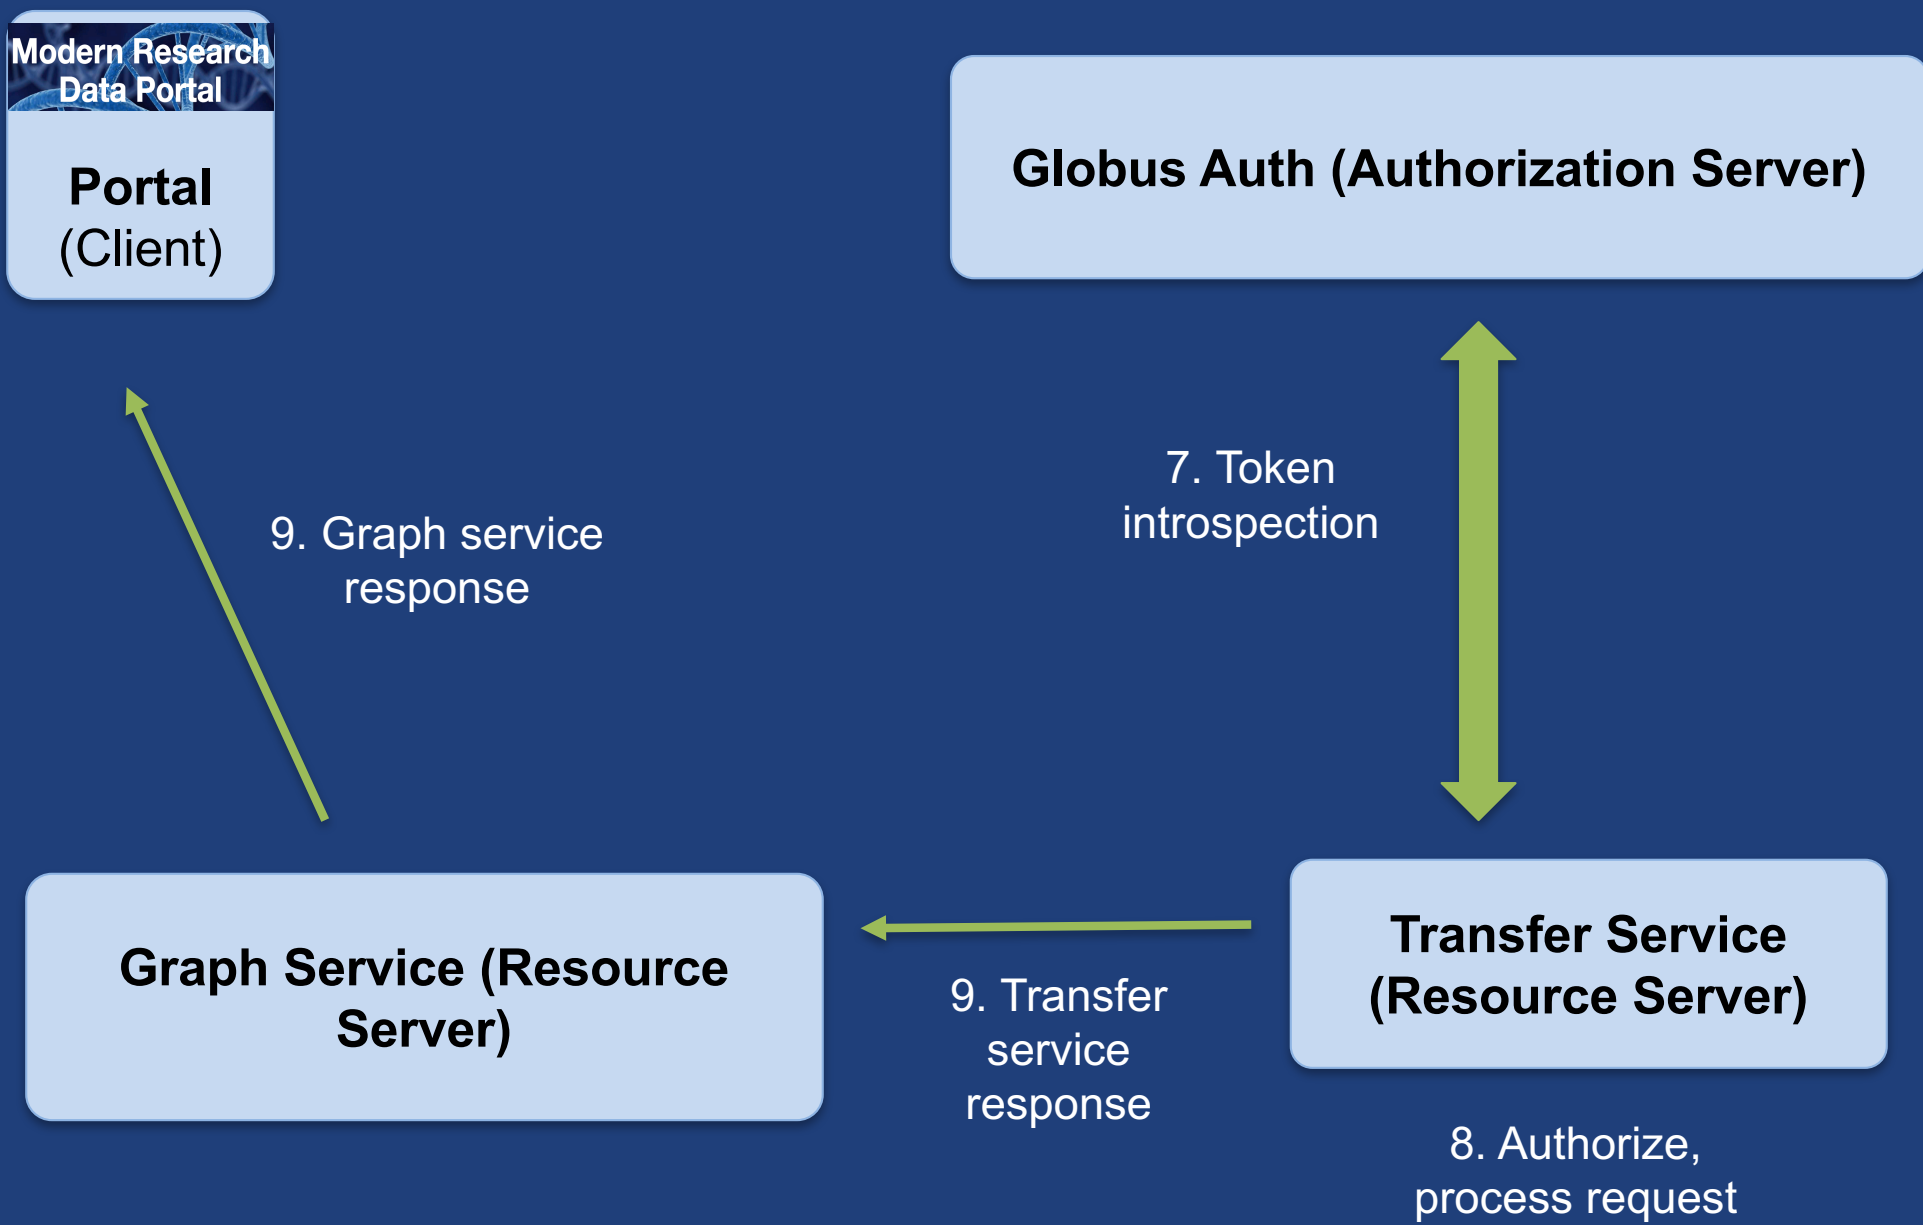 Modern Research
Data Portal
Portal
(Client)
Globus Auth (Authorization Server)
7. Token
introspection
9. Graph service
response
Graph Service (Resource
Server)
9. Transfer
service
response
Transfer Service
(Resource Server)
8. Authorize,
process request